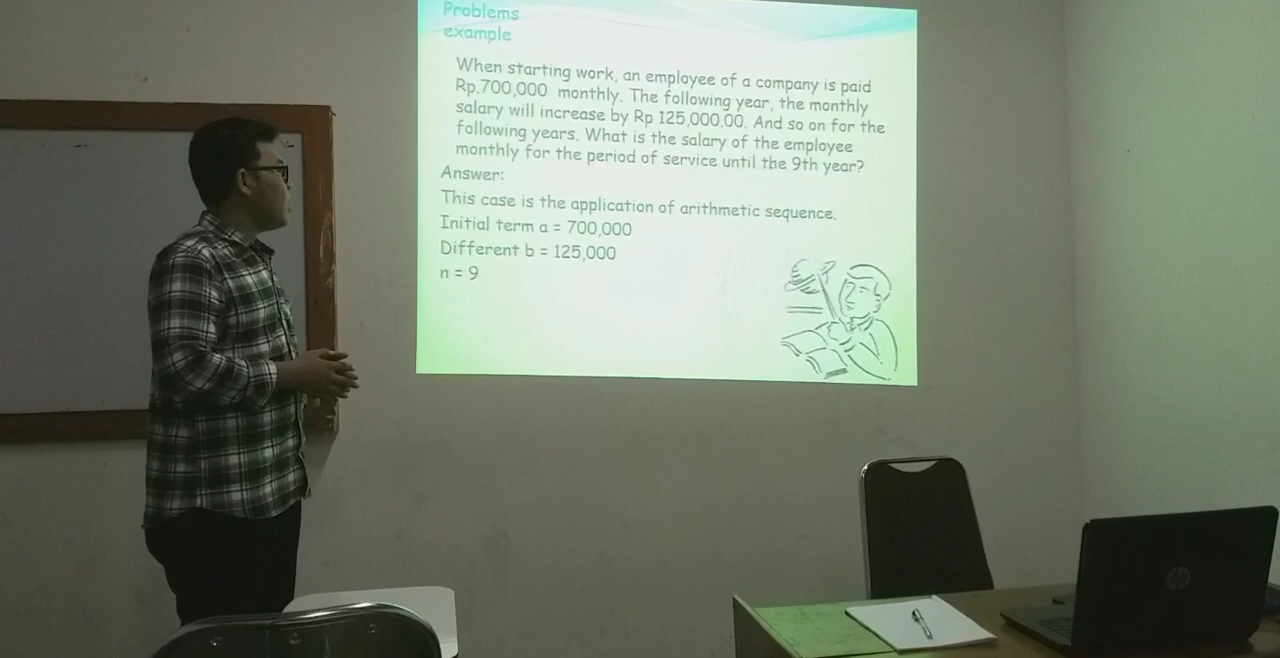 Problems
example
When starting work, an employee of a company is paid
Rp.700,000 monthly. The following year, the monthly
salary will increase by Rp 125,000.00. And so on for the
following years. What is the salary of the employee
monthly for the period of service until the 9th year?
Answer:
This case is the application of arithmetic sequence.
Initial term a = 700,000
Different b = 125,000
n = 9
hp